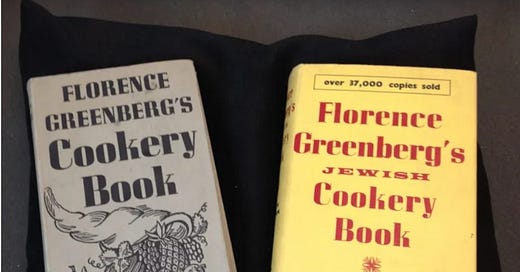 FLORENCE
GREENBERG'S
Cookery
Book
over 37,000 copies sold
Florence
Greenberg's
JEWISH
Cookery
Book